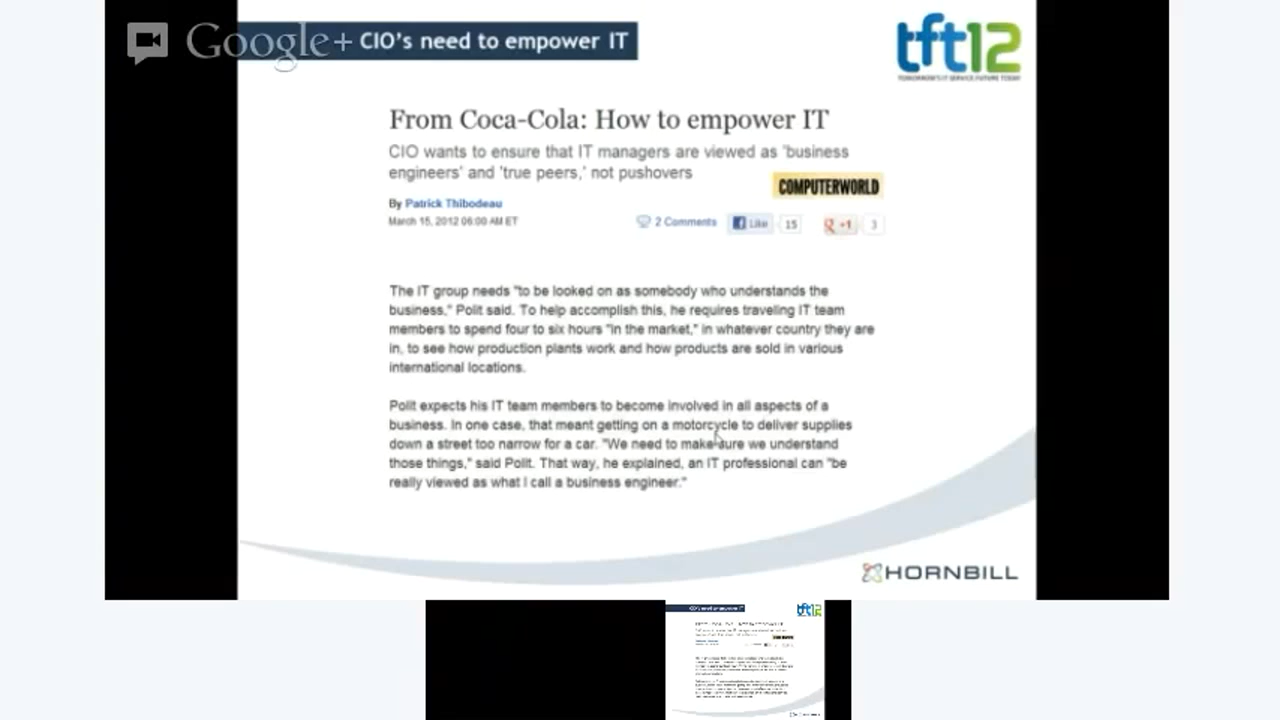 Google+ CIO's need to empower IT
tft12
TOMORROW'S IT SERVICE FUTURE TODAY
From Coca-Cola: How to empower IT
CIO wants to ensure that IT managers are viewed as 'business
engineers' and 'true peers,' not pushovers
COMPUTERWORLD
By Patrick Thibodeau
March 15, 2012 06:00 AM ET
2 Comments Like 15 +1 3
The IT group needs "to be looked on as somebody who understands the
business," Polit said. To help accomplish this, he requires traveling IT team
members to spend four to six hours "in the market," in whatever country they are
in, to see how production plants work and how products are sold in various
international locations.
Polit expects his IT team members to become involved in all aspects of a
business. In one case, that meant getting on a motorcycle to deliver supplies
down a street too narrow for a car. "We need to make sure we understand
those things," said Polit. That way, he explained, an IT professional can "be
really viewed as what I call a business engineer."
HORNBILL
CIO's need to empower IT
tft12